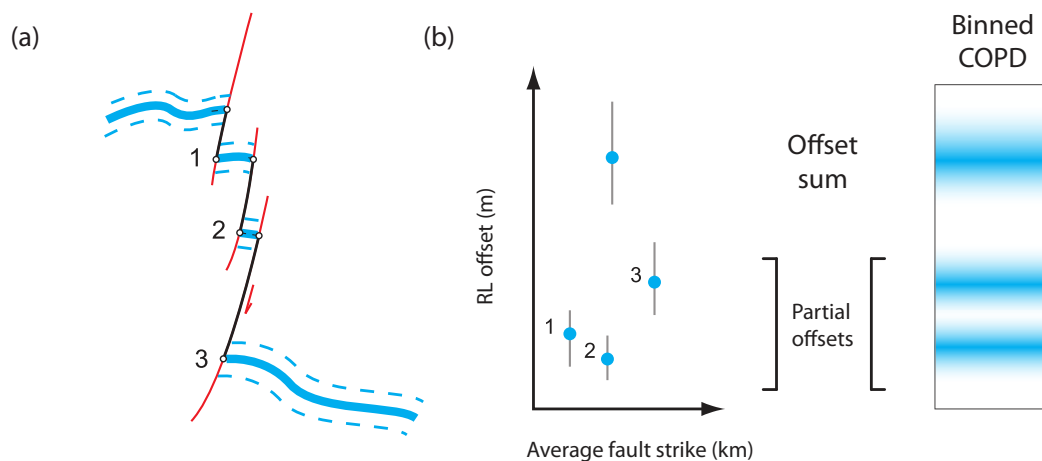 (a)
1
2
3
(b)
RL offset (m)
Average fault strike (km)
1
2
3
Offset
sum
Partial
offsets
Binned
COPD